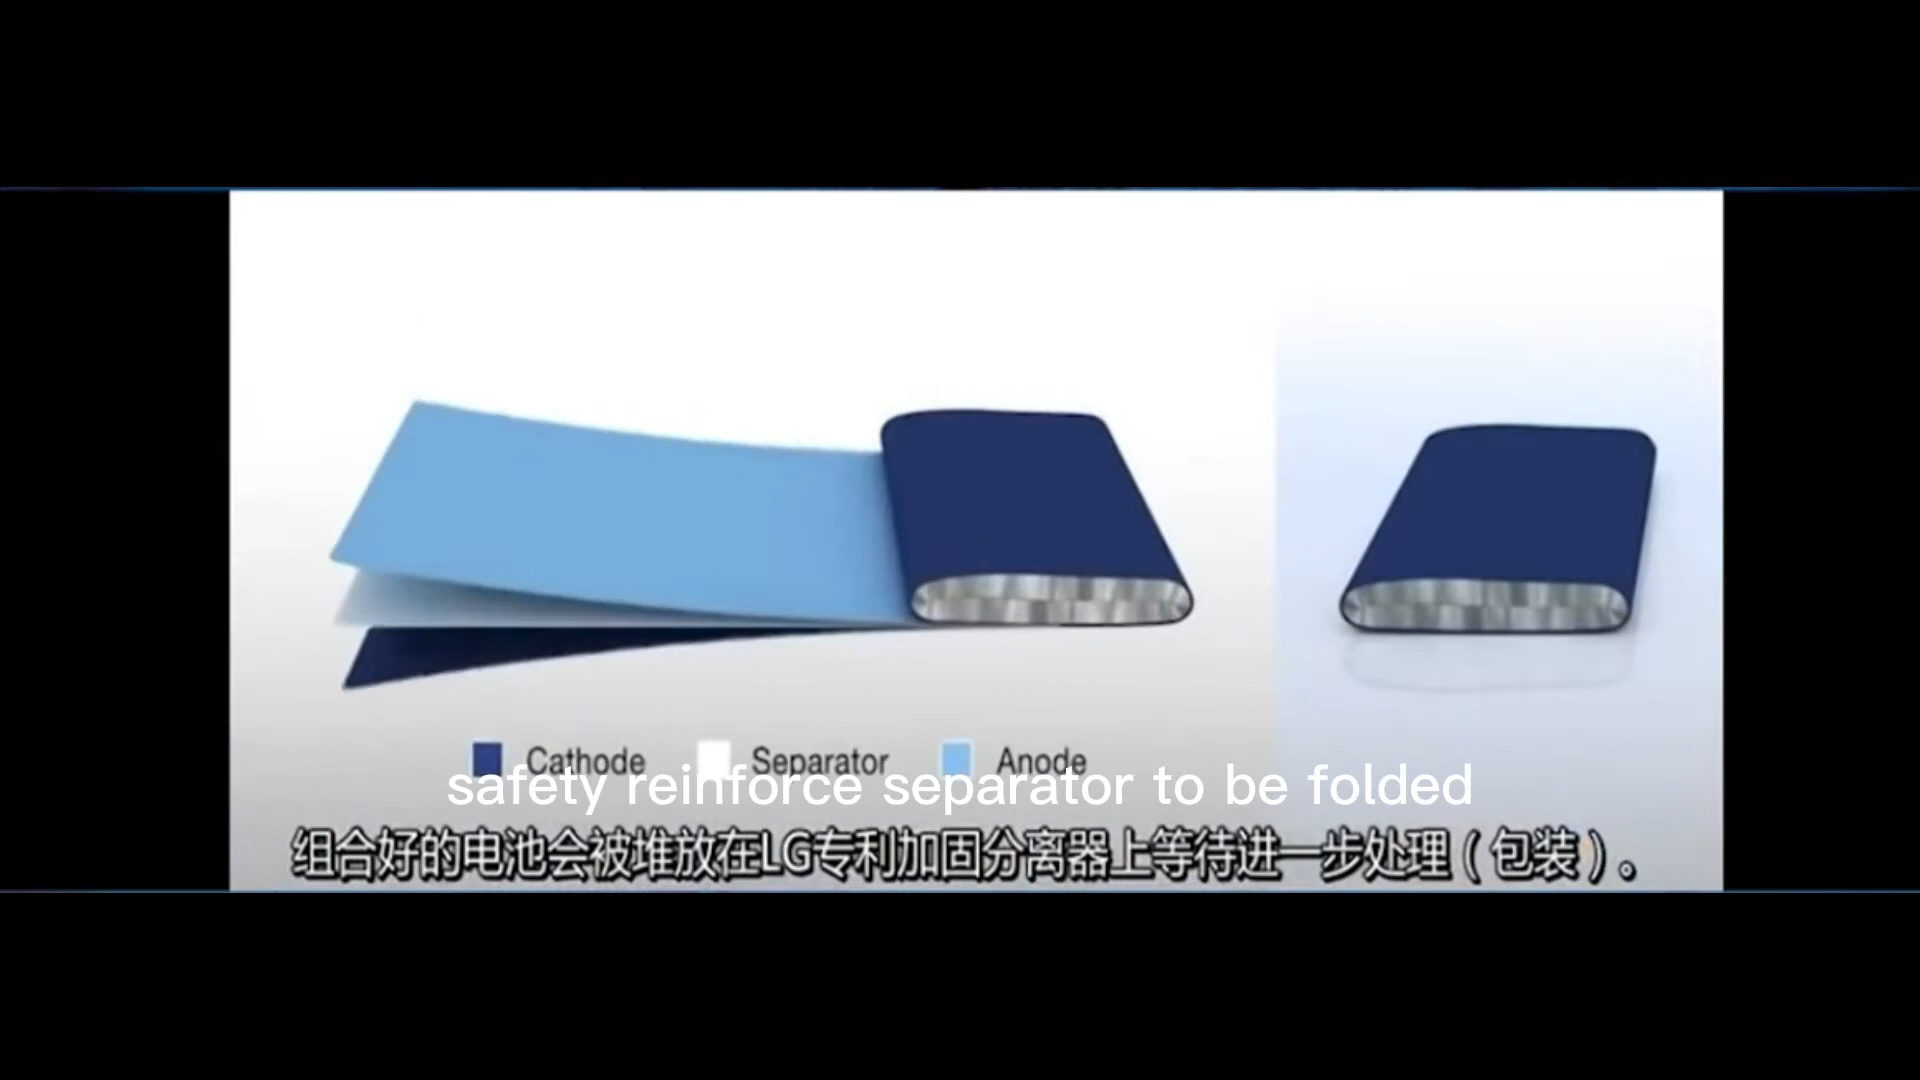 Cathode Separator Anode
safety reinforce separator to be folded
组合好的电池会被堆放在LG专利加固分离器上等待进一步处理（包装）。